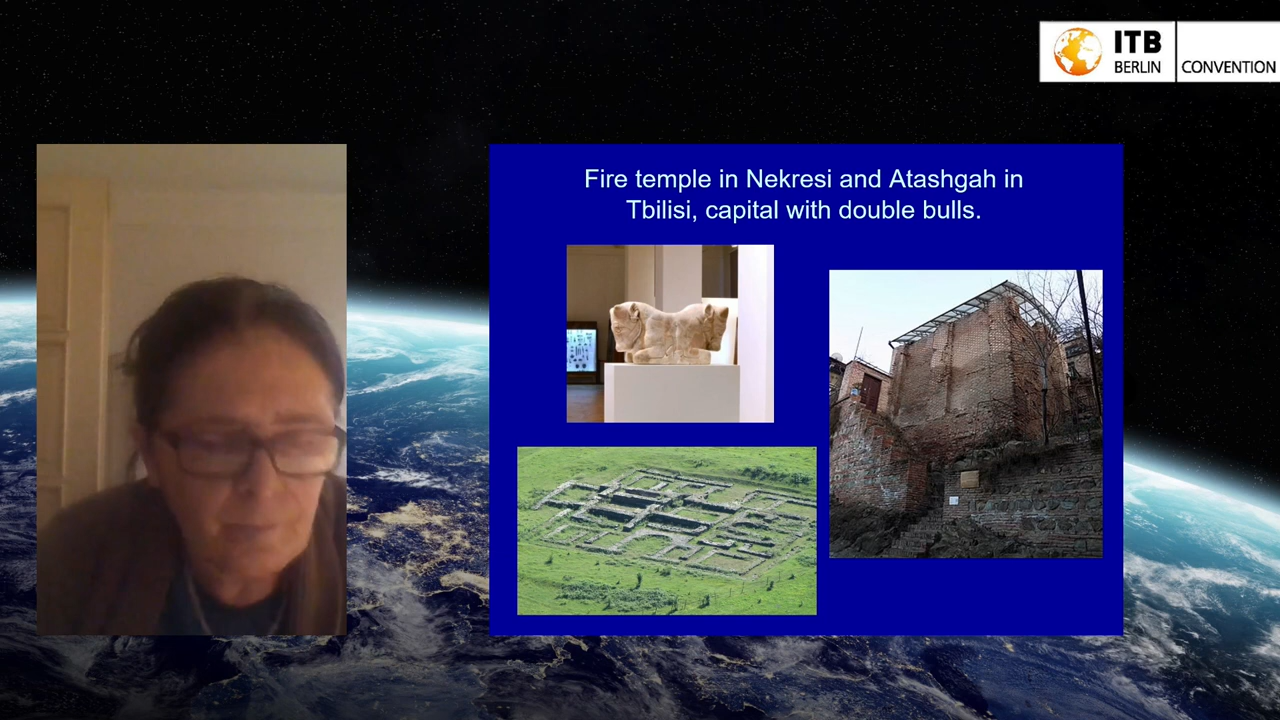 ITB
BERLIN
CONVENTION
Fire temple in Nekresi and Atashgah in
Tbilisi, capital with double bulls.